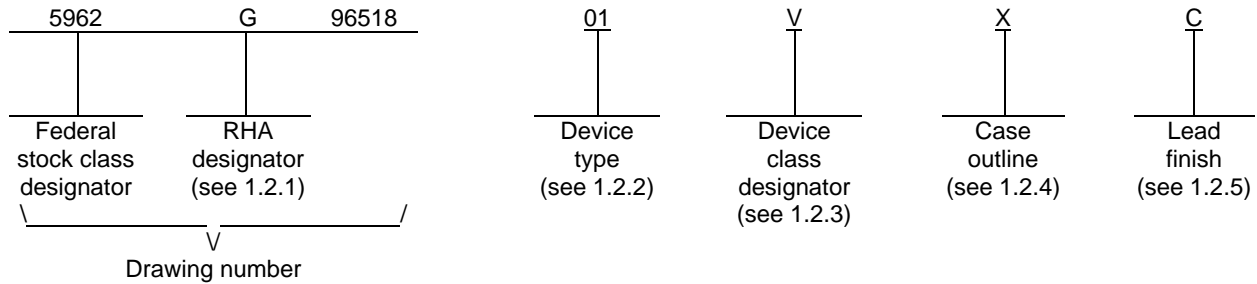 5962 G 96518 01 V X C
Federal RHA Device Device Case Lead
stock class designator type class outline finish
designator (see 1.2.1) (see 1.2.2) designator (see 1.2.4) (see 1.2.5)
(see 1.2.3)
\ /
\/
Drawing number